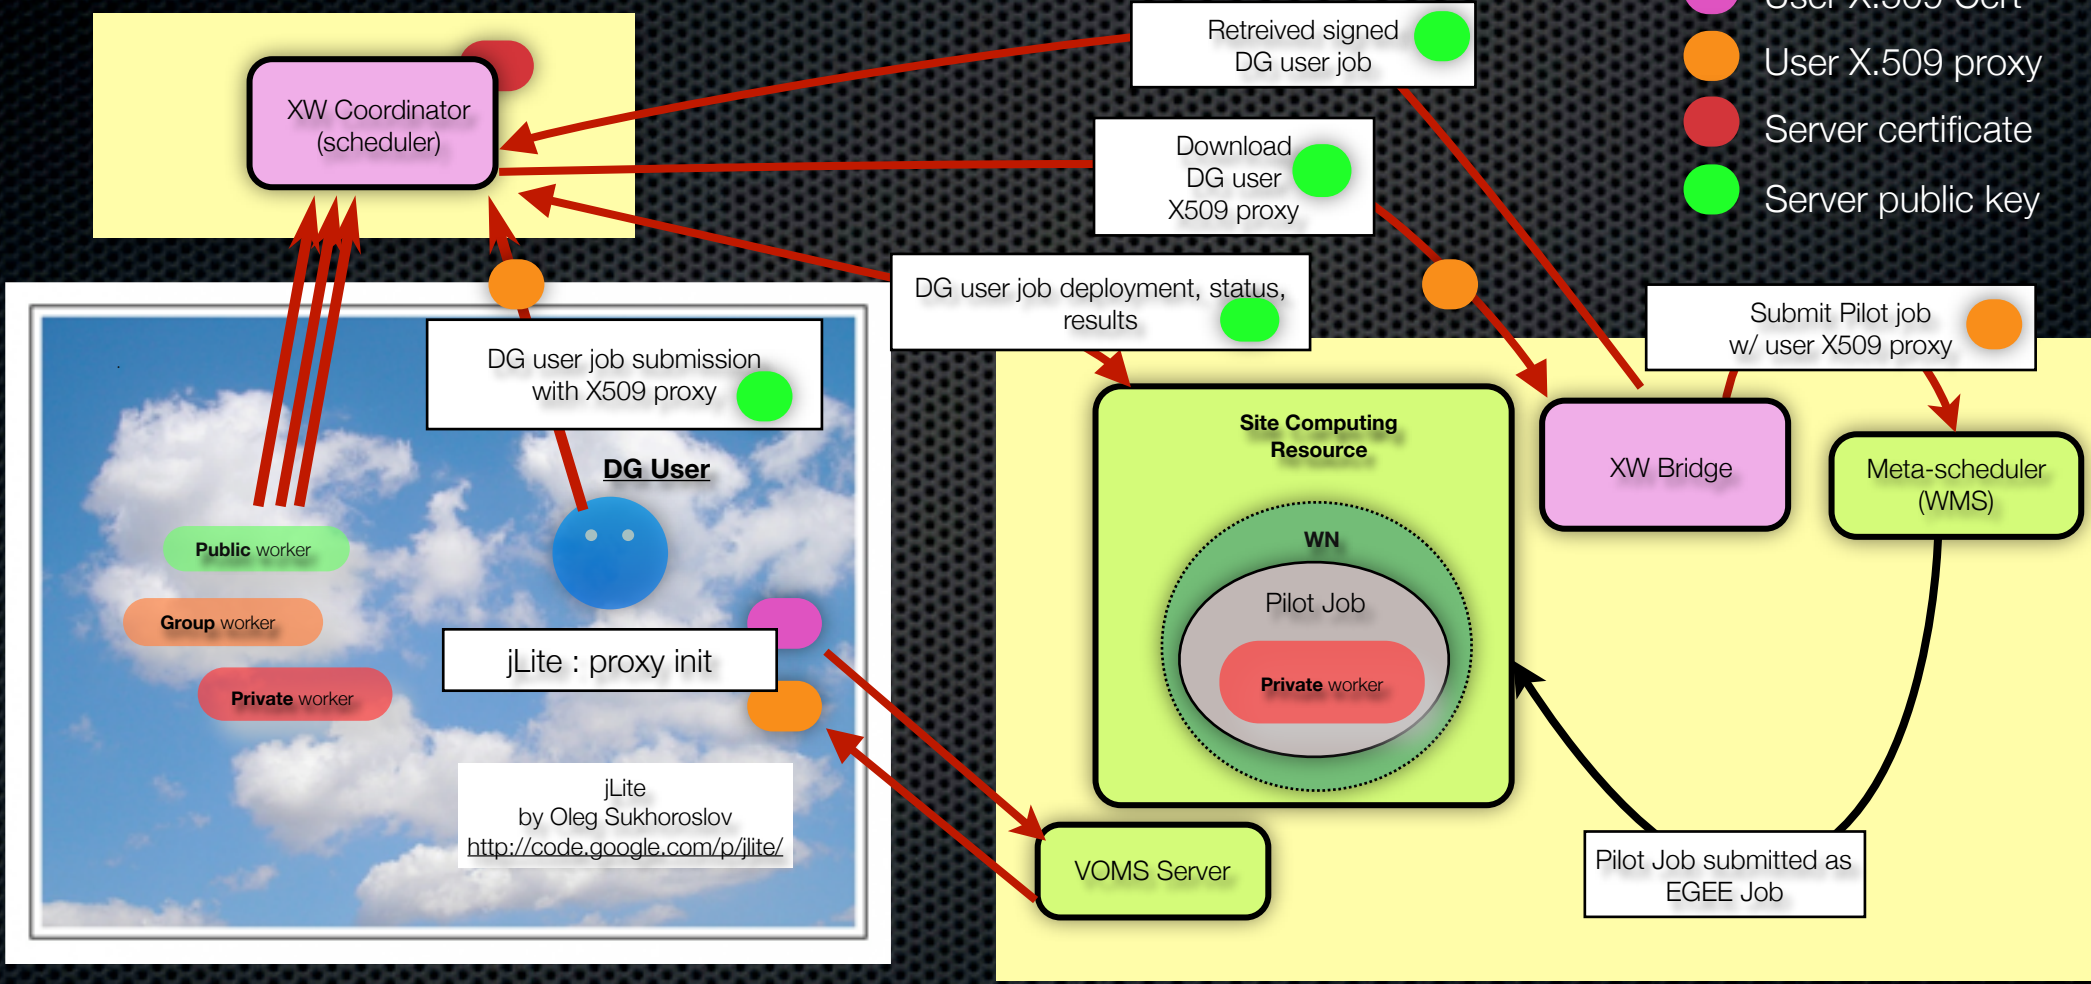 User X.509 Cert
User X.509 proxy
Server certificate
Server public key
Retreived signed
DG user job
XW Coordinator
(scheduler)
Download
DG user
X509 proxy
DG user job deployment, status,
results
Submit Pilot job
w/ user X509 proxy
DG user job submission
with X509 proxy
DG User
Public worker
Group worker
Private worker
jLite : proxy init
jLite
by Oleg Sukhoroslov
http://code.google.com/p/jlite/
Site Computing
Resource
WN
Pilot Job
Private worker
XW Bridge
Meta-scheduler
(WMS)
VOMS Server
Pilot Job submitted as
EGEE Job